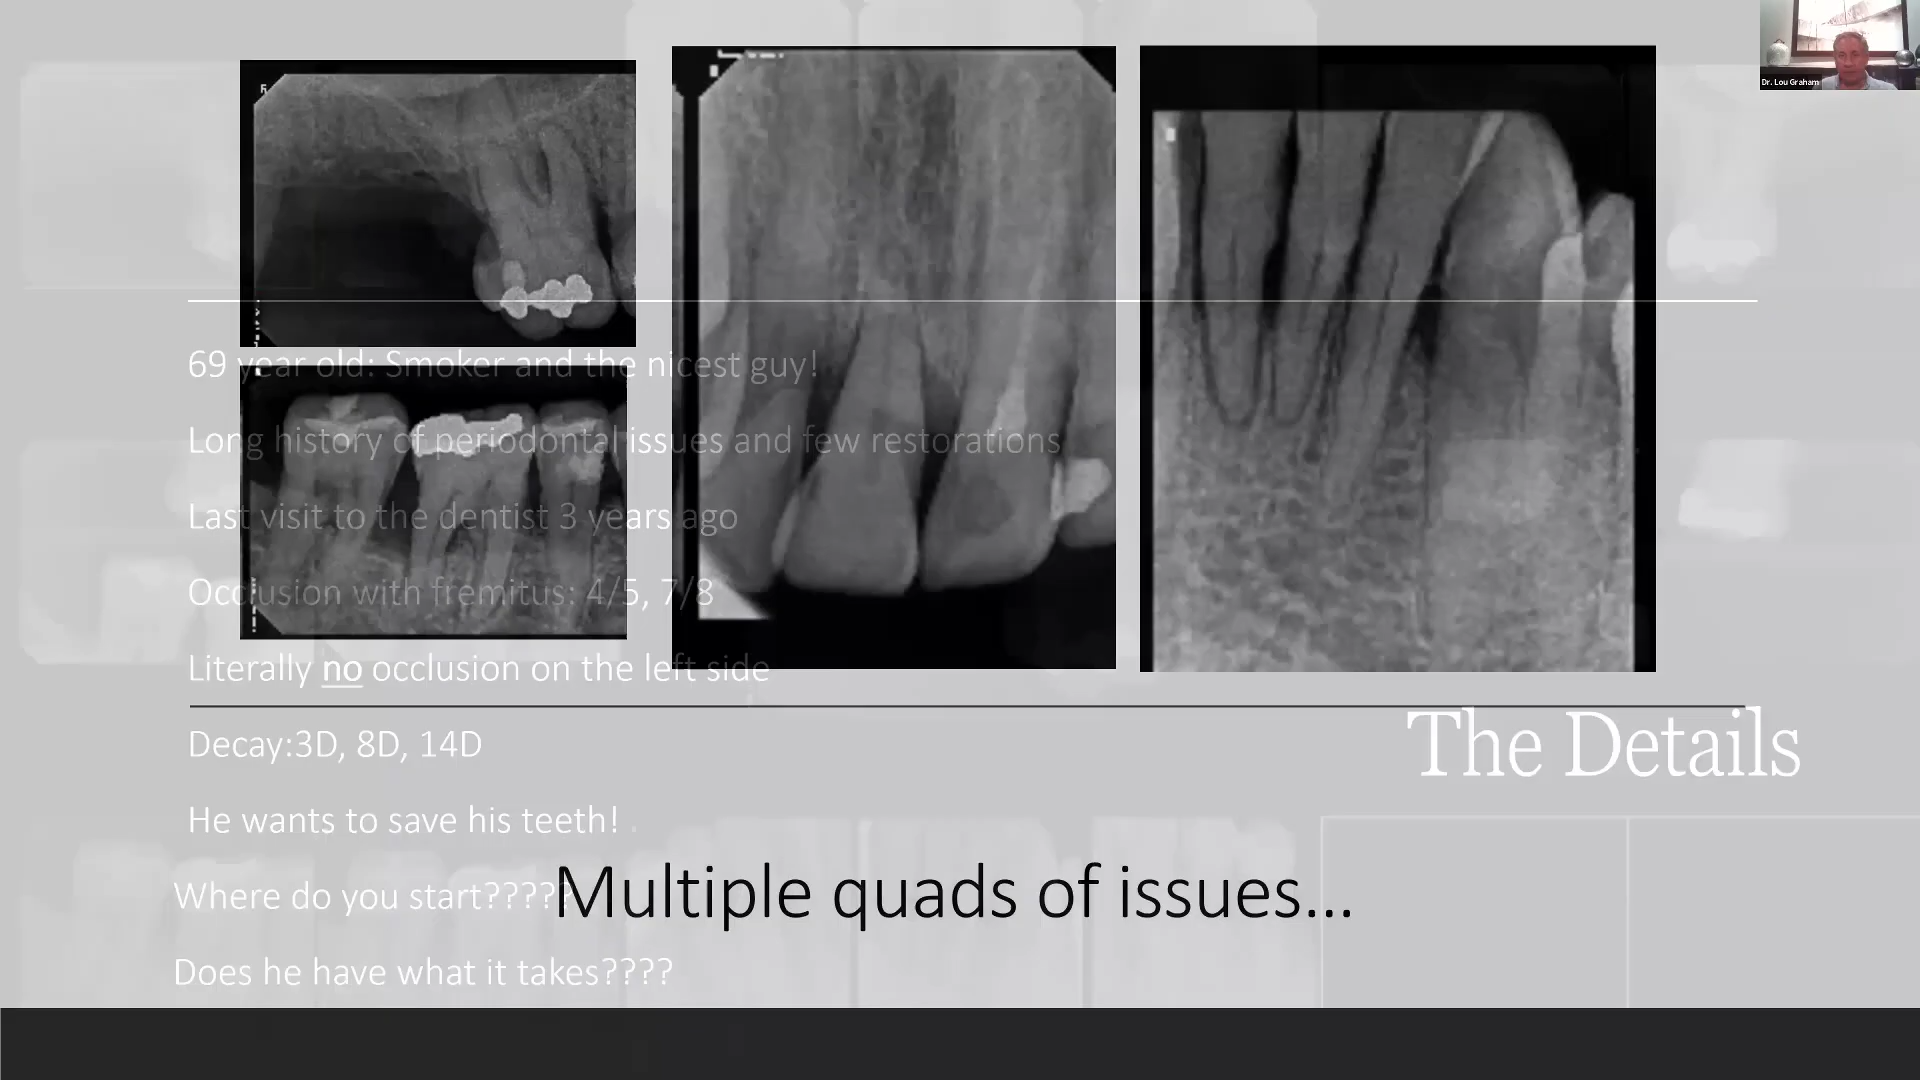 Dr. Lou Graham
69 year old: Smoker and the nicest guy!
Long history of periodontal issues and few restorations
Last visit to the dentist 3 years ago
Occlusion with fremitus: 4/5, 7/8
Literally no occlusion on the left side
Decay:3D, 8D, 14D
The Details
He wants to save his teeth!
Where do you start?????
Multiple quads of issues...
Does he have what it takes????